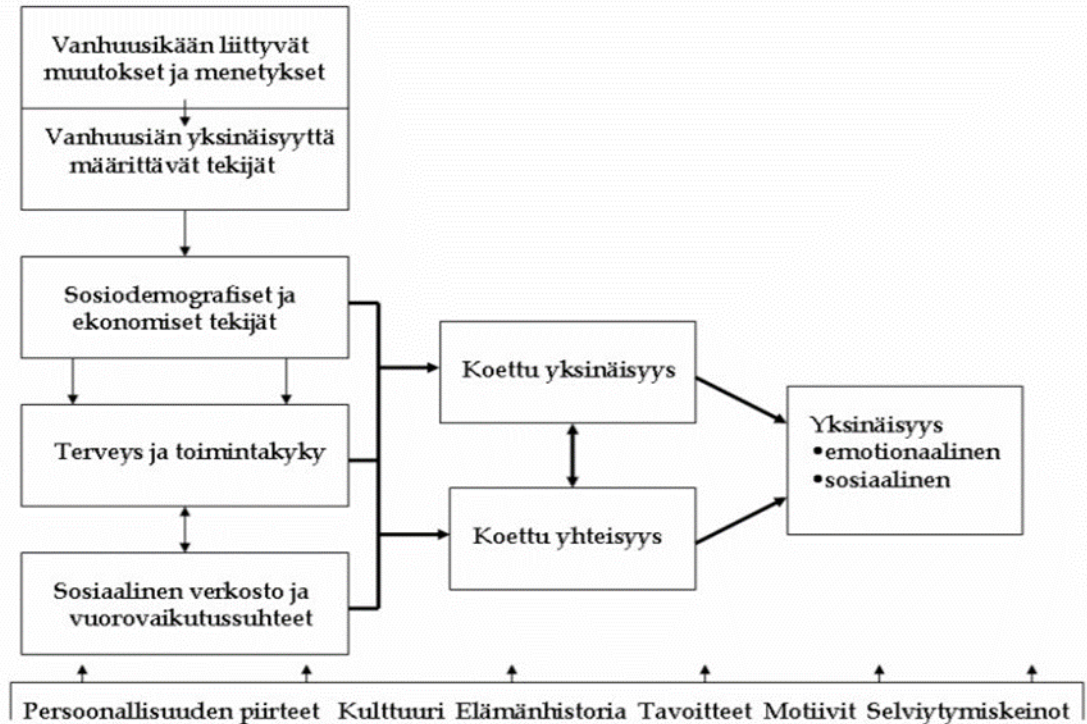 Vanhuusikään liittyvät
muutokset ja menetykset
Vanhuusiän yksinäisyyttä
määrittävät tekijät
Sosiodemografiset ja
ekonomiset tekijät
Terveys ja toimintakyky
Sosiaalinen verkosto ja
vuorovaikutussuhteet
Koettu yksinäisyys
Koettu yhteisyys
Yksinäisyys
•emotionaalinen
•sosiaalinen
Persoonallisuuden piirteet Kulttuuri Elämänhistoria Tavoitteet Motiivit Selviytymiskeinot